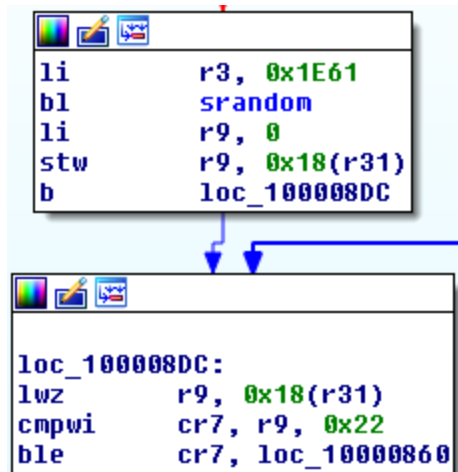 li r3, 0x1E61
bl srandom
li r9, 0
stw r9, 0x18(r31)
b loc_100008DC
loc_100008DC:
lwz r9, 0x18(r31)
cmpwi cr7, r9, 0x22
ble cr7, loc_10000860